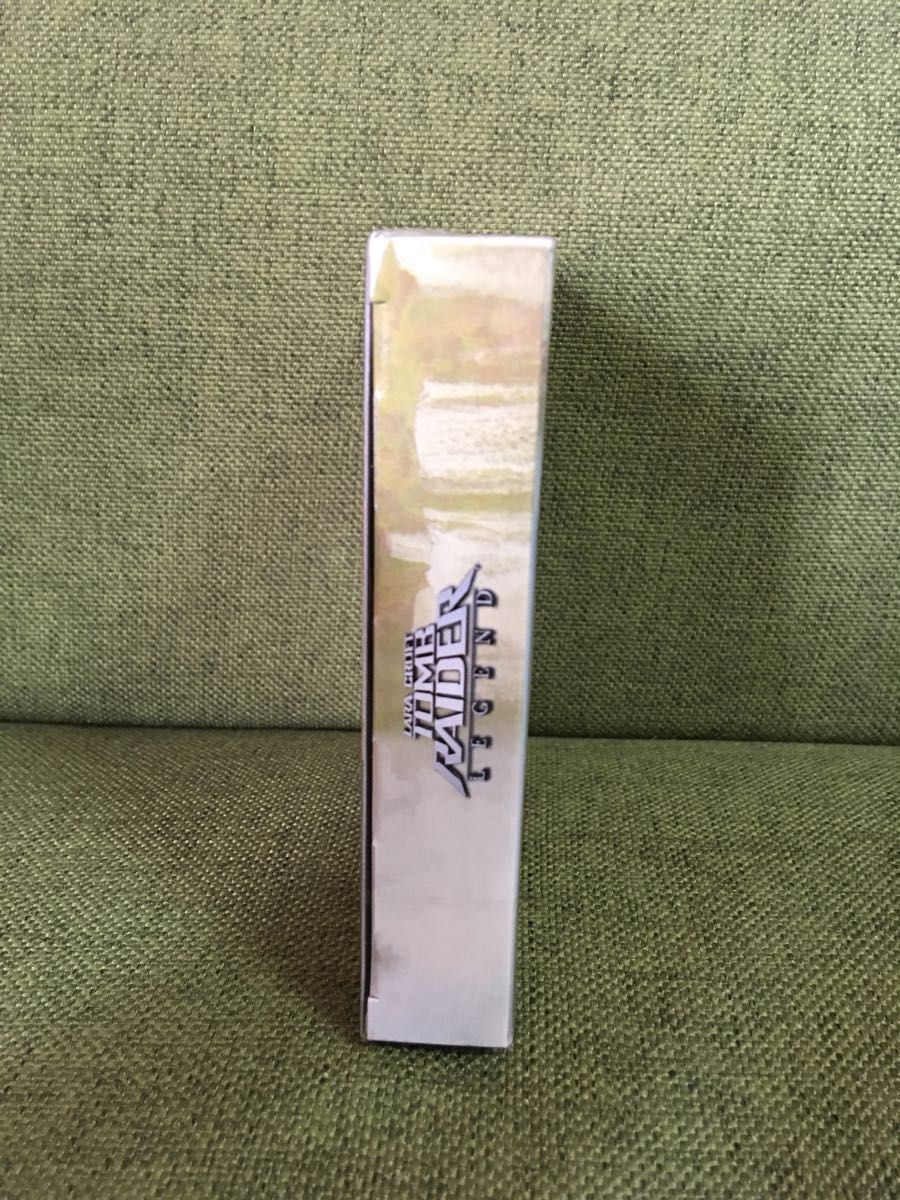 LARA CROFT
TOMB
RAIDER
LEGEND